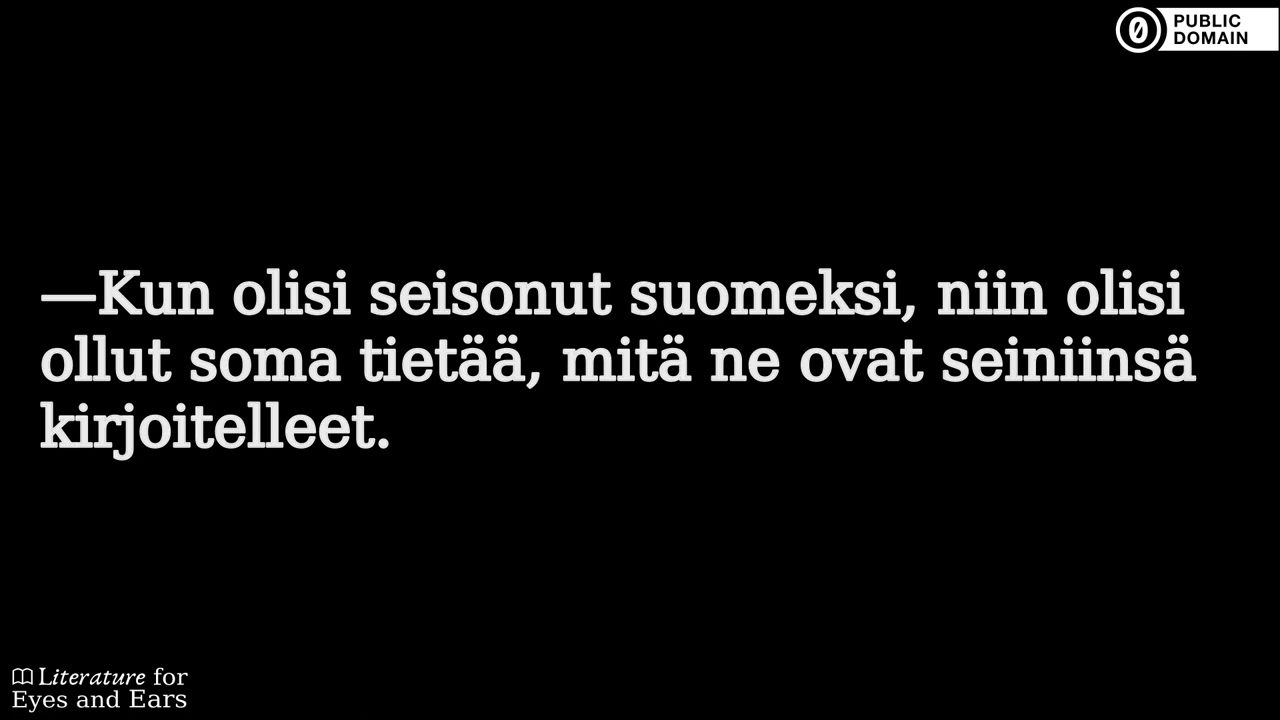 PUBLIC
DOMAIN
—Kun olisi seisonut suomeksi, niin olisi
ollut soma tietää, mitä ne ovat seiniinsä
kirjoitelleet.
Literature for
Eyes and Ears